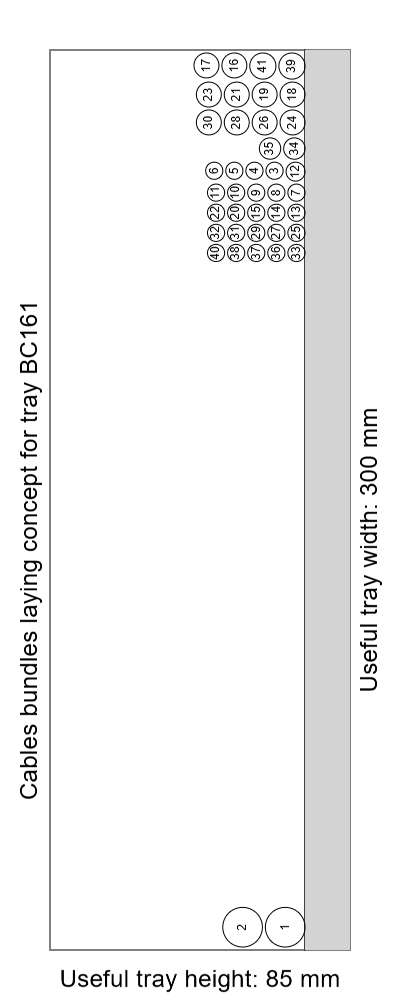 Cables bundles laying concept for tray BC161
17 16 41 39
23 21 19 18
30 28 26 24
35 34
6 5 4 3 12
11 10 9 8 7
22 20 15 14 13
32 31 29 27 25
40 38 37 36 33
2 1
Useful tray width: 300 mm
Useful tray height: 85 mm